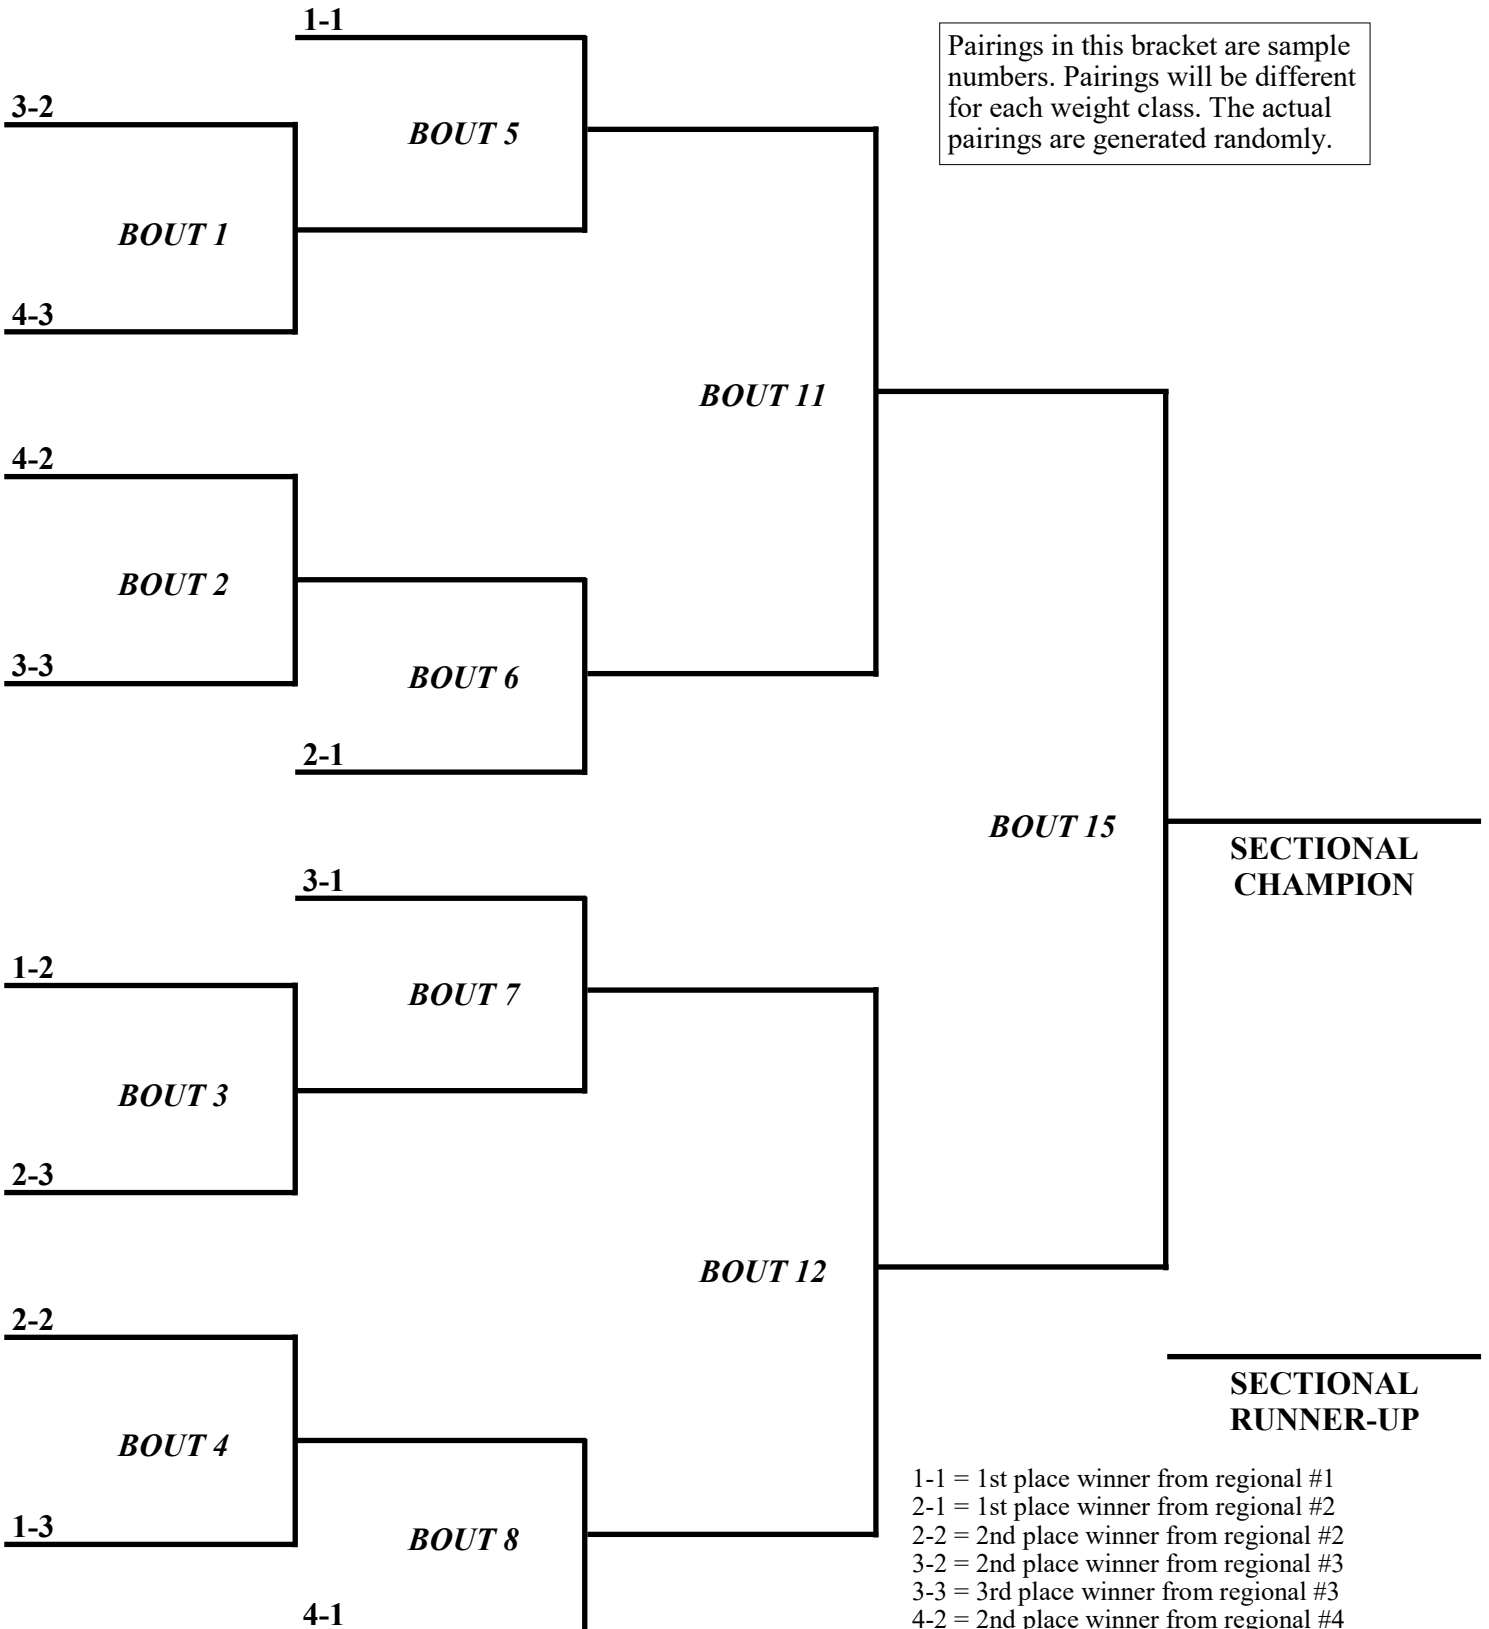 1-1
Pairings in this bracket are sample
numbers. Pairings will be different
for each weight class. The actual
pairings are generated randomly.
3-2
BOUT 5
BOUT 1
4-3
BOUT 11
4-2
BOUT 2
3-3
BOUT 6
2-1
BOUT 15
SECTIONAL
CHAMPION
3-1
1-2
BOUT 7
BOUT 3
2-3
BOUT 12
2-2
SECTIONAL
RUNNER-UP
BOUT 4
1-3
BOUT 8
4-1
1-1 = 1st place winner from regional #1
2-1 = 1st place winner from regional #2
2-2 = 2nd place winner from regional #2
3-2 = 2nd place winner from regional #3
3-3 = 3rd place winner from regional #3
4-2 = 2nd place winner from regional #4